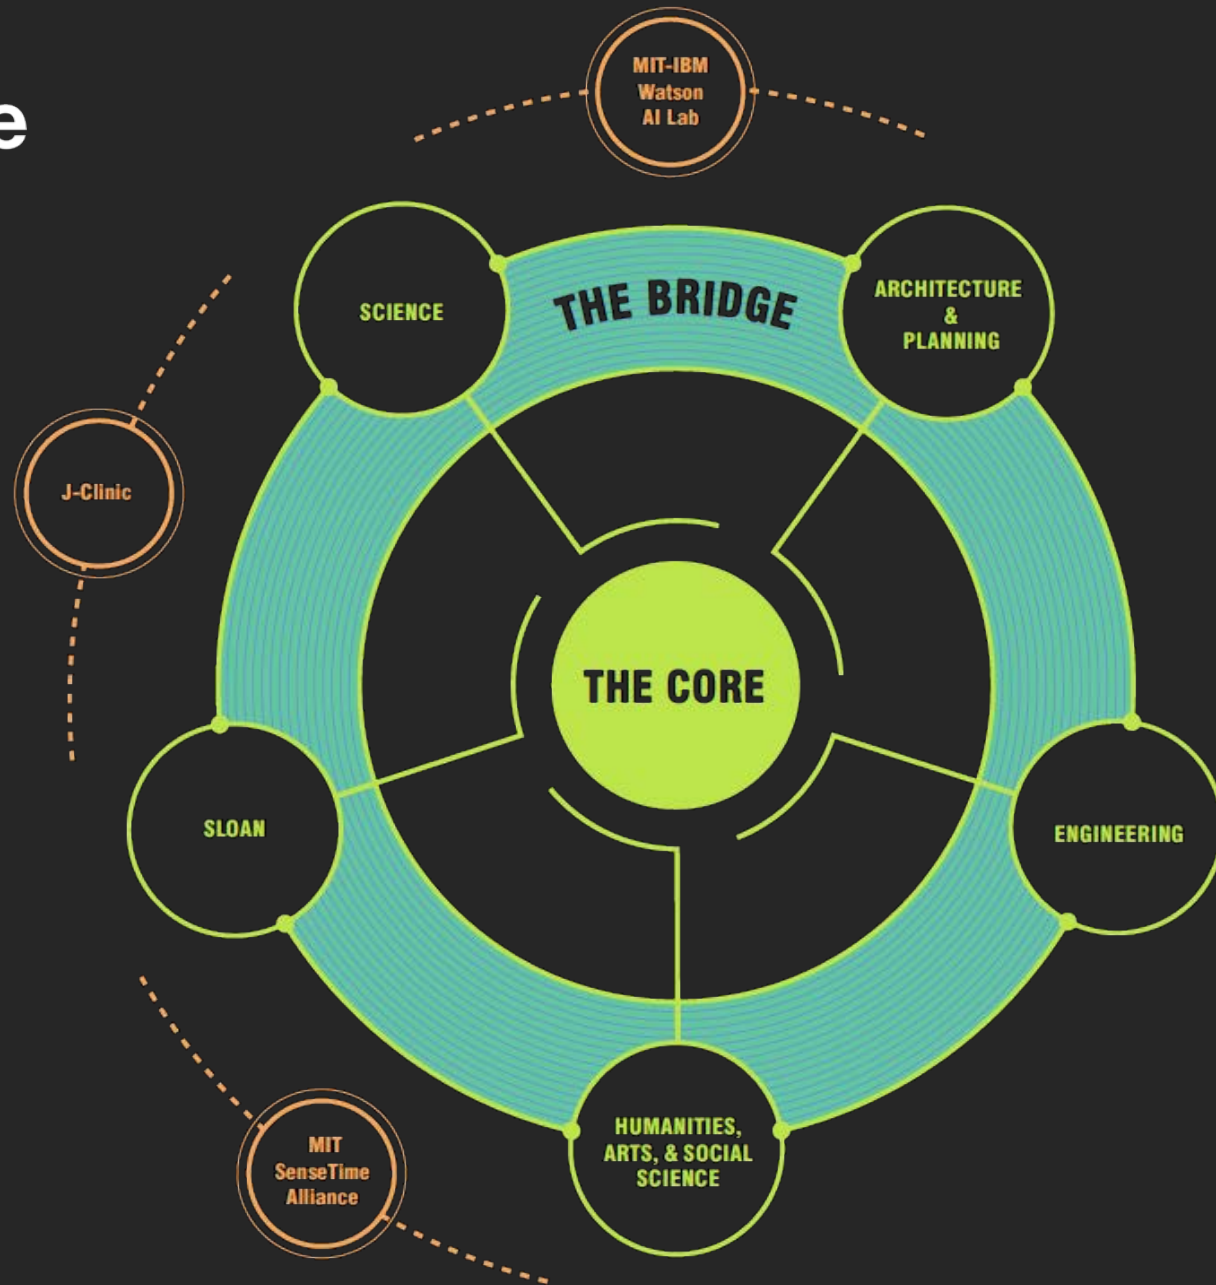 e
MIT-IBM
Watson
AI Lab
SCIENCE
THE BRIDGE
ARCHITECTURE
&
PLANNING
J-Clinic
THE CORE
SLOAN
ENGINEERING
HUMANITIES,
ARTS, & SOCIAL
SCIENCE
MIT
SenseTime
Alliance